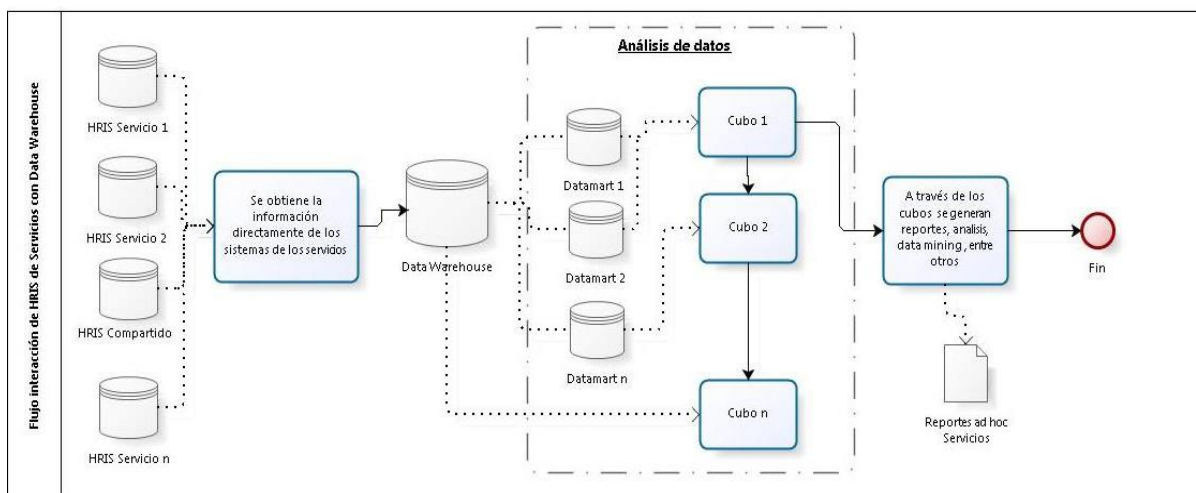 Flujo interacción de HRIS de Servicios con Data Warehouse
HRIS Servicio 1
HRIS Servicio 2
HRIS Compartido
HRIS Servicio n
Se obtiene la
información
directamente de los
sistemas de los servidios
Data Warehouse
Análisis de datos
Datamart 1
Datamart 2
Datamart n
Cubo 1
Cubo 2
Cubo n
A través de los
cubos se generan
reportes, analisis,
data mining , entre
otros
Reportes ad hoc
Servicios
Fin